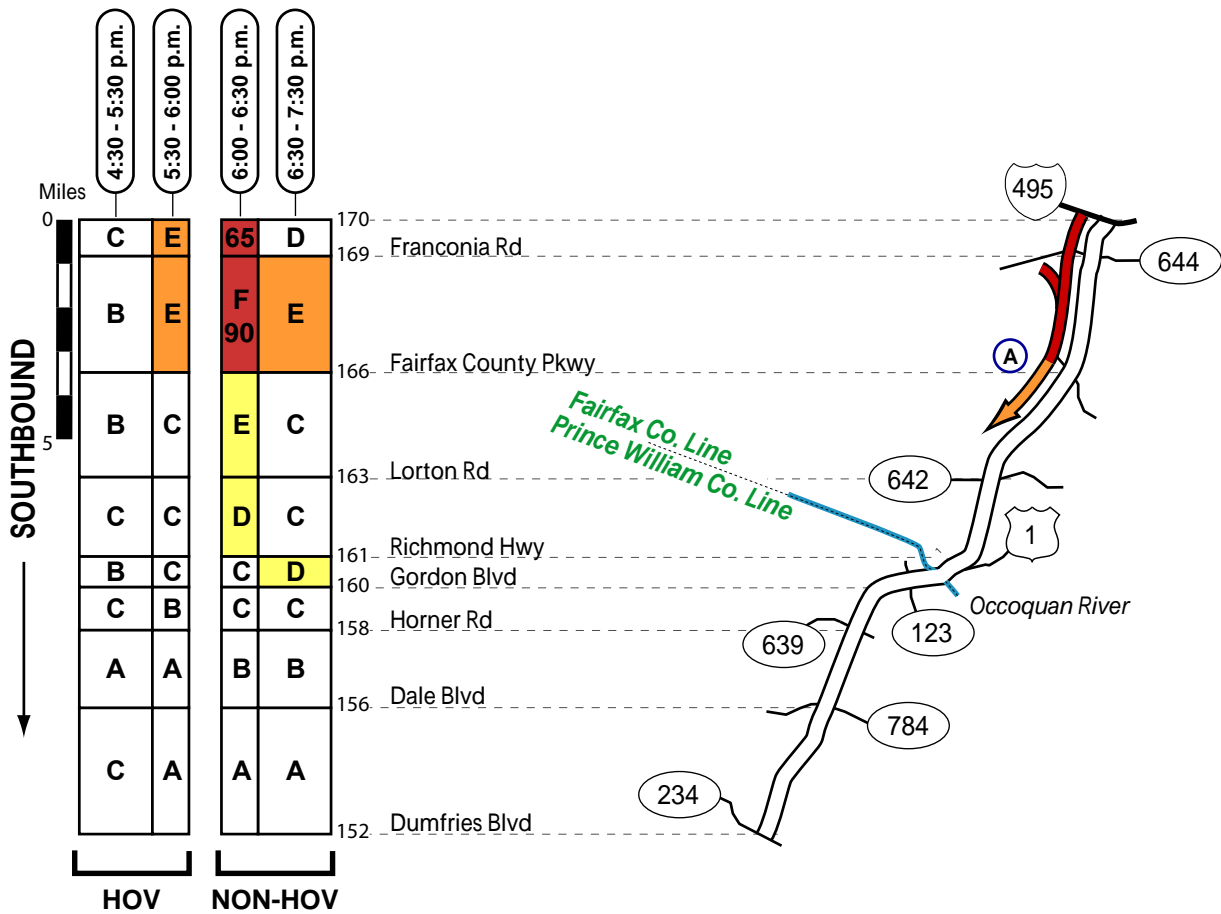 4:30 - 5:30 p.m.
5:30 - 6:00 p.m.
6:00 - 6:30 p.m.
6:30 - 7:30 p.m.
Miles
0
5
SOUTHBOUND
C E 65 D
B E F 90 E
B C E C
C C D C
B C C D
C B C C
A A B B
C A A A
HOV
NON-HOV
170
169 Franconia Rd
166 Fairfax County Pkwy
163 Lorton Rd
161 Richmond Hwy
160 Gordon Blvd
158 Horner Rd
156 Dale Blvd
152 Dumfries Blvd
495
644
A
Fairfax Co. Line
Prince William Co. Line
642
1
Occoquan River
123
639
784
234